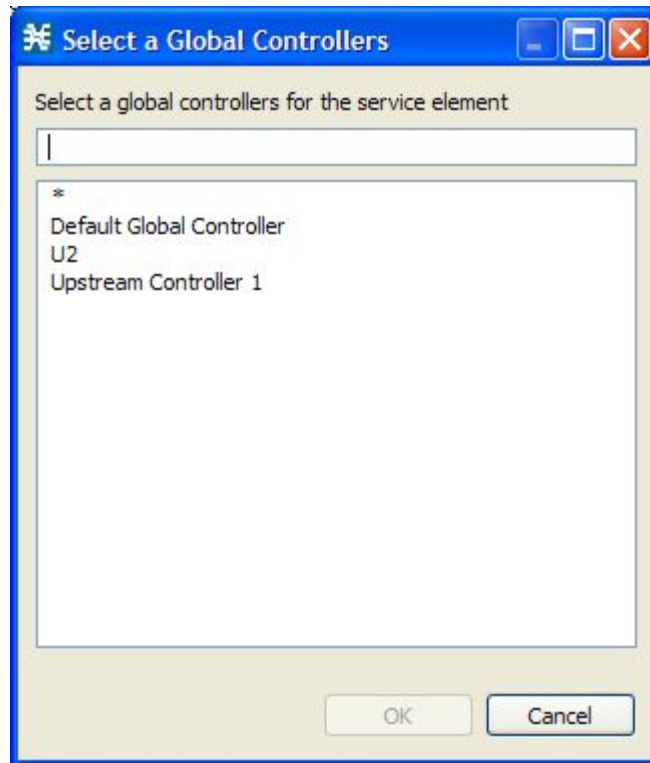 Select a Global Controllers
Select a global controllers for the service element
*
Default Global Controller
U2
Upstream Controller 1
OK
Cancel